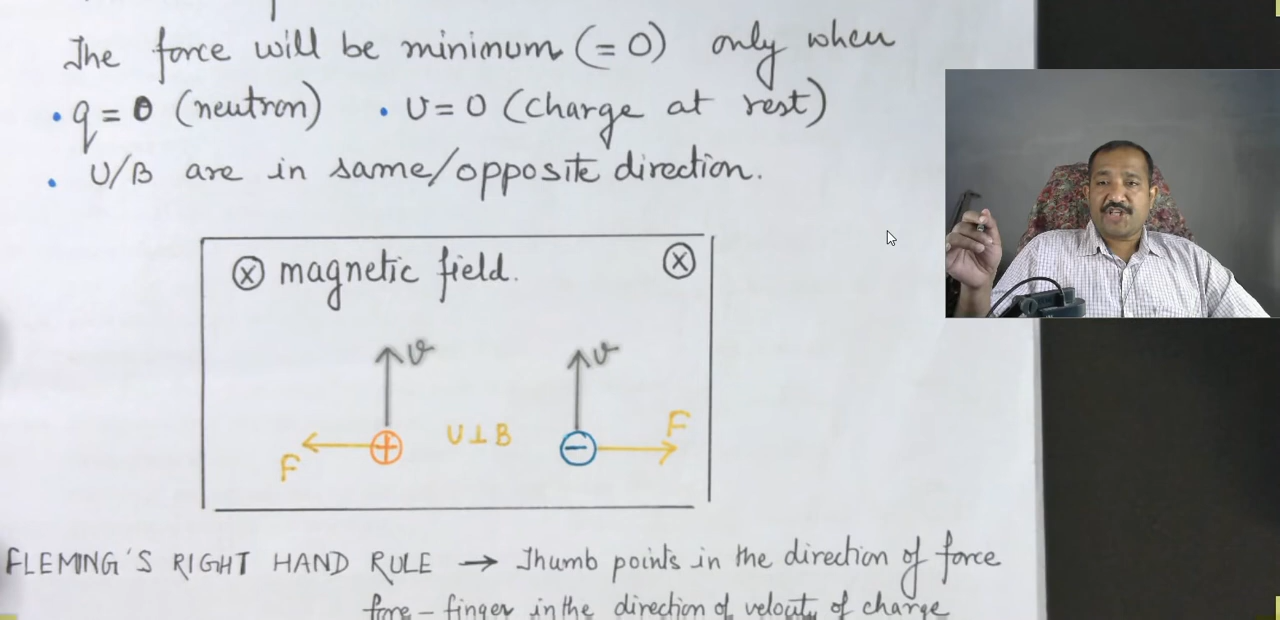 The force will be minimum (= 0) only when
• q = 0 (neutron) • v = 0 (charge at rest)
• v/B are in same/opposite direction.
ⓧ magnetic field. ⓧ
v v
F + v ⊥ B − F
FLEMING'S RIGHT HAND RULE → Thumb points in the direction of force
fore-finger in the direction of velocity of charge